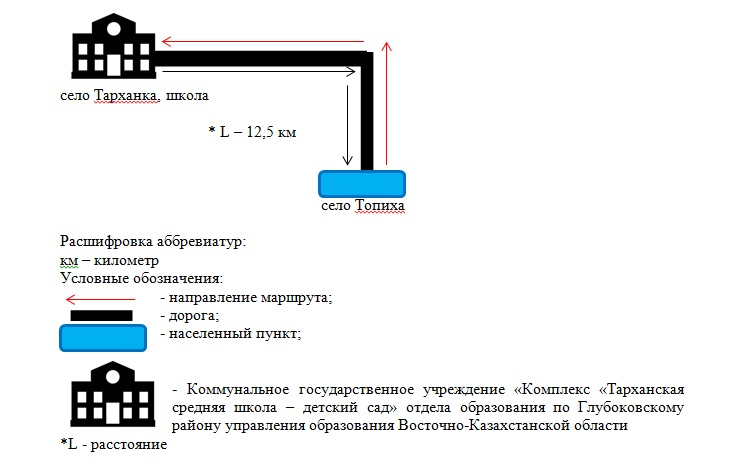 село Тарханка, школа
* L – 12,5 км
село Топиха
Расшифровка аббревиатур:
км – километр
Условные обозначения:
- направление маршрута;
- дорога;
- населенный пункт;
- Коммунальное государственное учреждение «Комплекс «Тарханская
средняя школа – детский сад» отдела образования по Глубоковскому
району управления образования Восточно-Казахстанской области
*L - расстояние